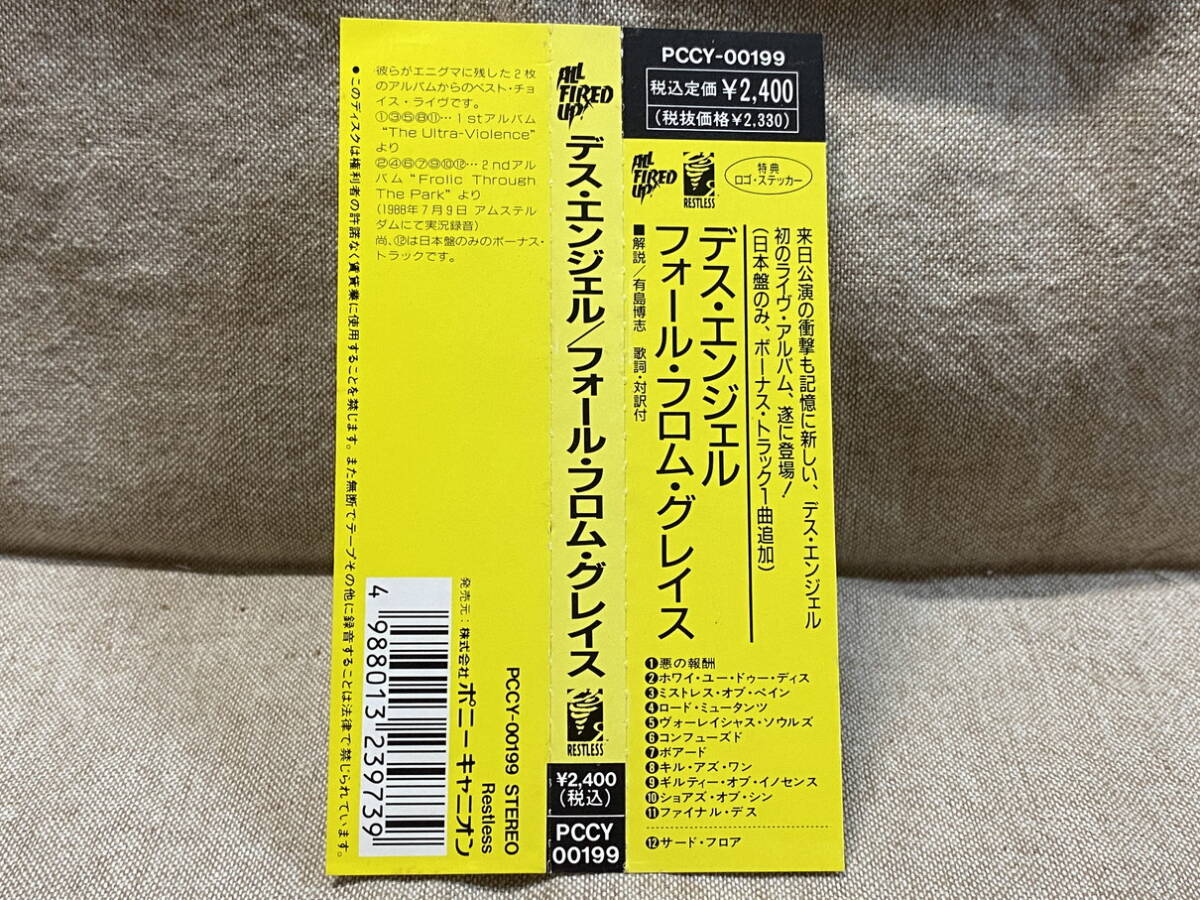 彼らがエニグマに残した2枚
のアルバムからのベスト・チョ
イス・ライヴです。
①③⑤⑧⑪…1stアルバム
“The Ultra-Violence”
より
②④⑥⑦⑨⑩⑫…2ndアル
バム“Frolic Through
The Park”より
(1988年7月9日 アムステル
ダムにて実況録音)
尚、⑫は日本盤のみのボーナス・
トラックです。
●このディスクは権利者の許諾なく賃貸業に使用することを禁じます。また無断でテープその他に録音することは法律で禁じられています。
発売元：株式会社 ポニーキャニオン
Restless
PCCY-00199 STEREO
4 988013 239739
ALL
FIRED
UP!
デス・エンジェル/フォール・フロム・グレイス
RESTLESS
¥2,400
(税込)
PCCY
00199
PCCY-00199
税込定価 ¥2,400
(税抜価格¥2,330)
ALL
FIRED
UP!
RESTLESS
特典
ロゴ・ステッカー
来日公演の衝撃も記憶に新しい、デス・エンジェル
初のライヴ・アルバム、遂に登場!
(日本盤のみ、ボーナス・トラック1曲追加)
デス・エンジェル
フォール・フロム・グレイス
■解説/有島博志 歌詞・対訳付
❶悪の報酬
❷ホワイ・ユー・ドゥー・ディス
❸ミストレス・オブ・ペイン
❹ロード・ミュータンツ
❺ヴォーレイシャス・ソウルズ
❻コンフューズド
❼ボアード
❽キル・アズ・ワン
❾ギルティー・オブ・イノセンス
❿ショアズ・オブ・シン
⓫ファイナル・デス
⓬サード・フロア